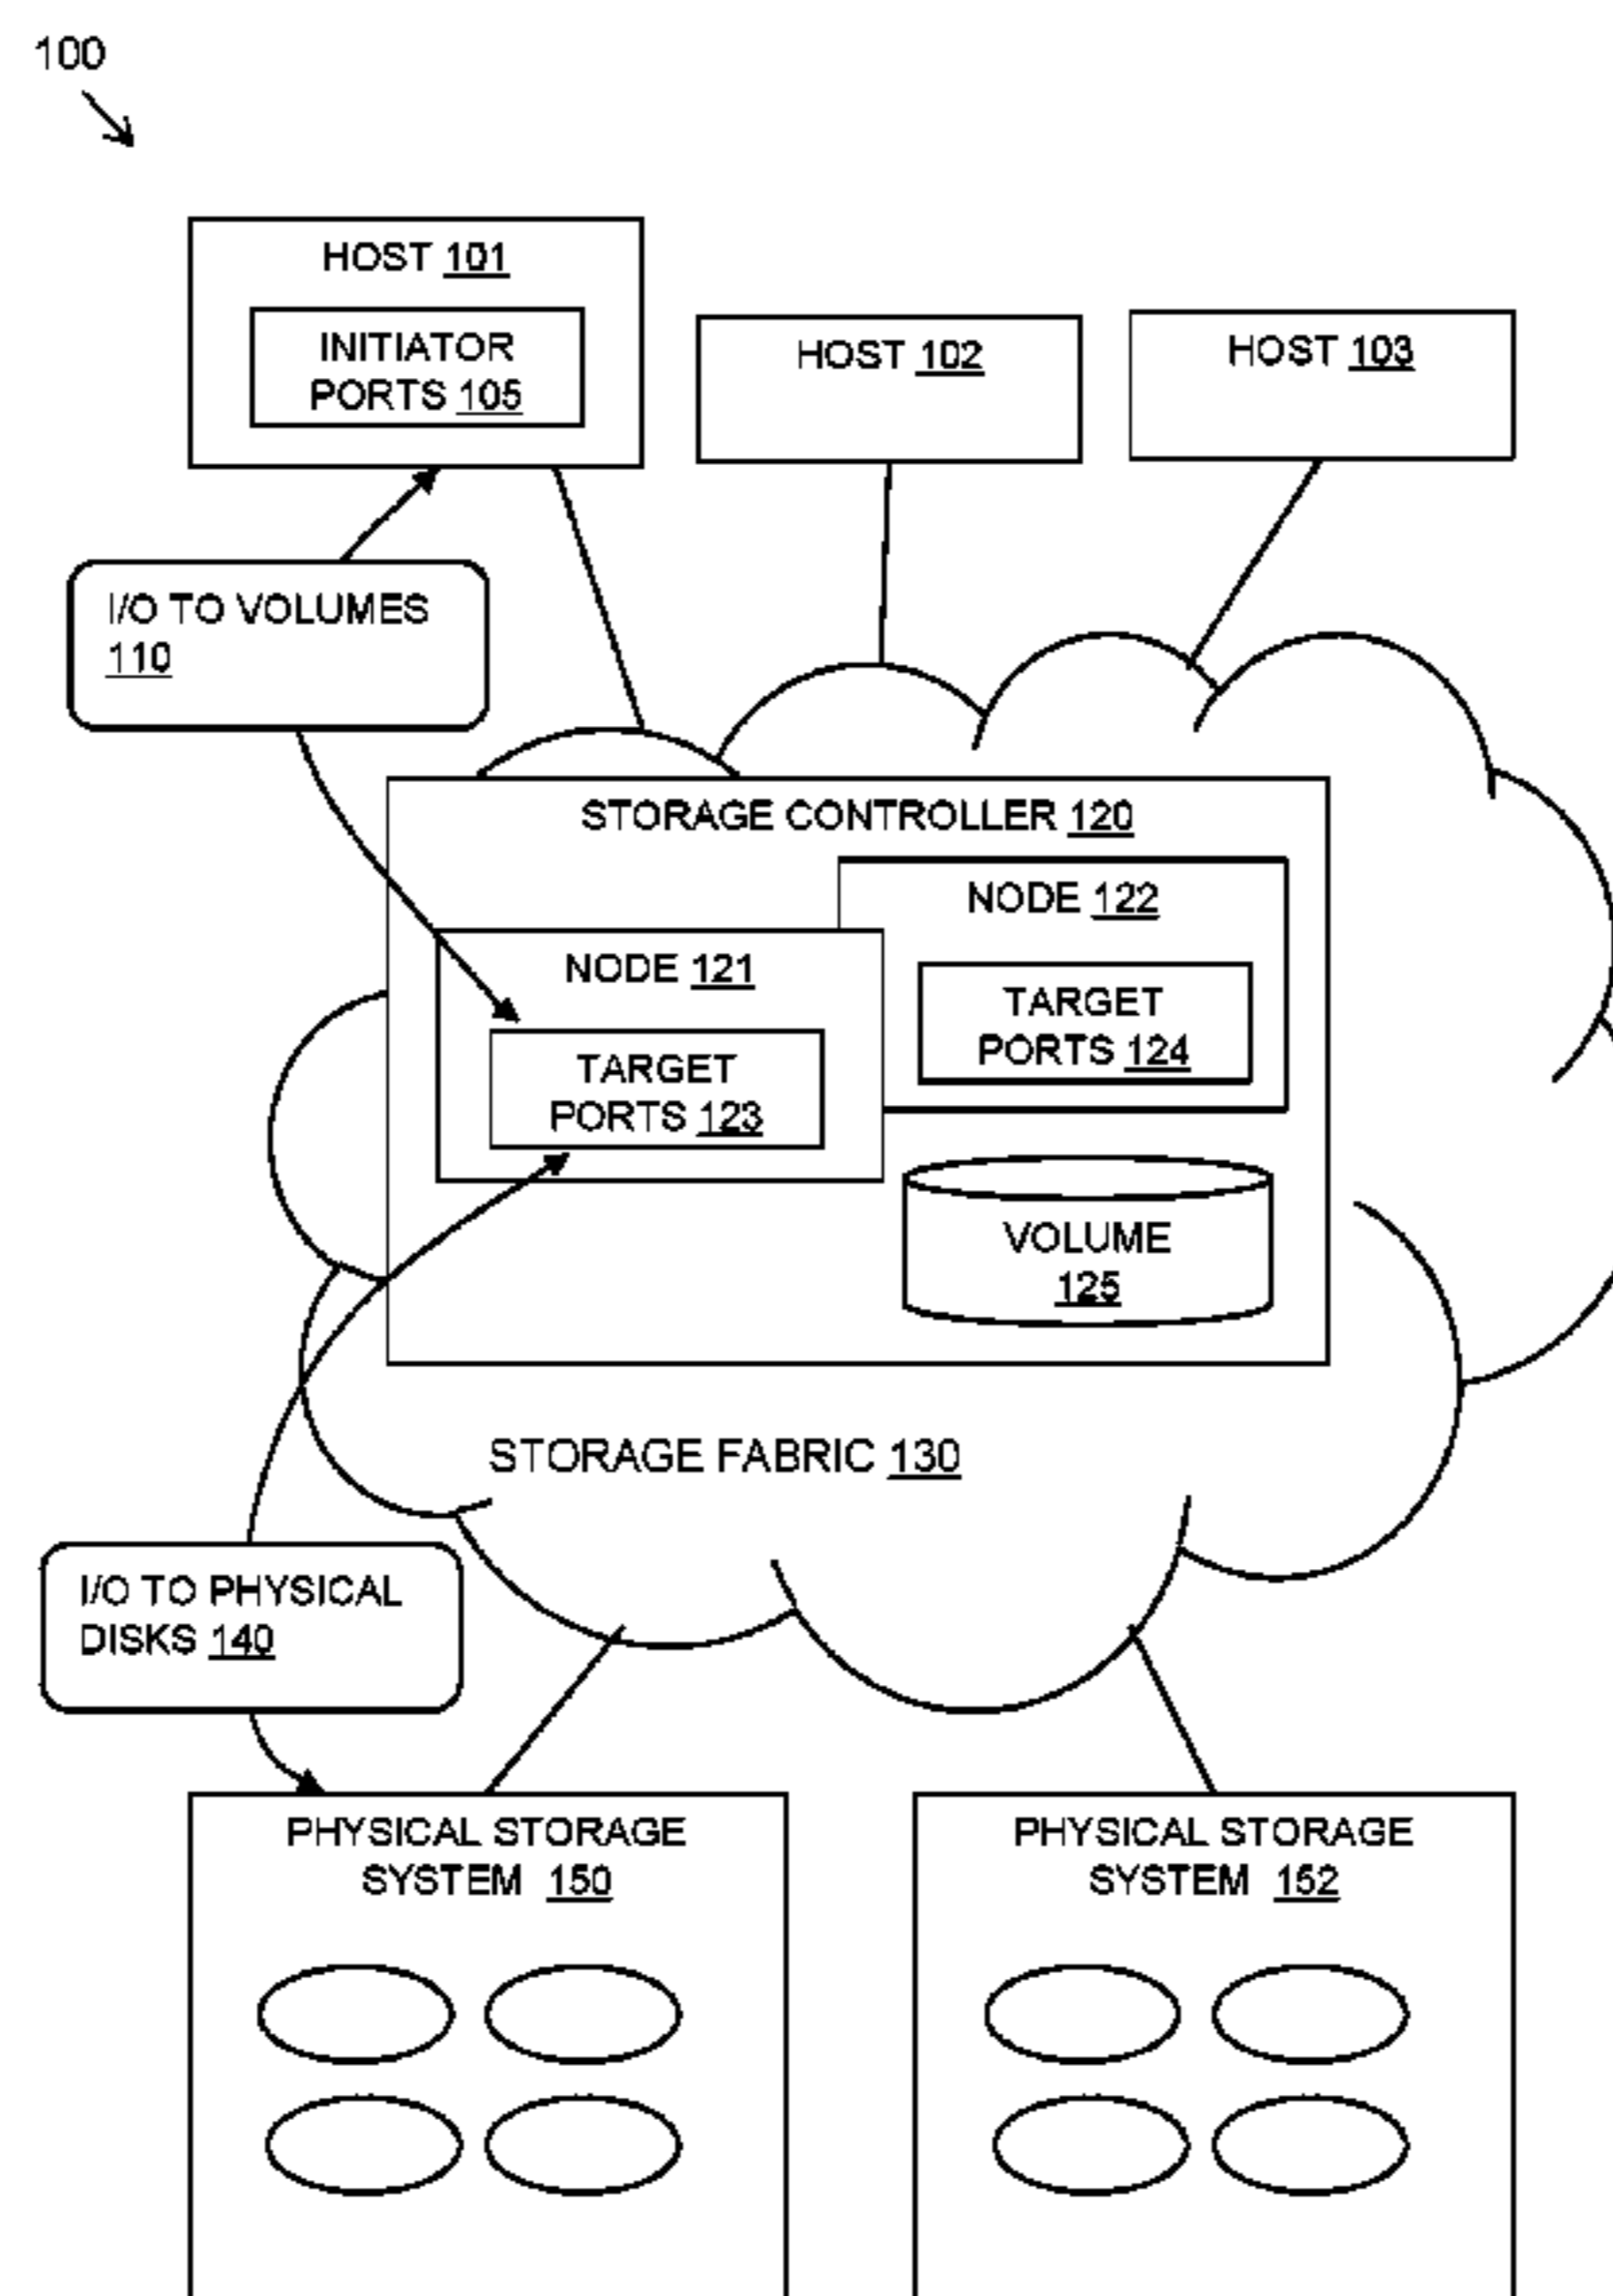 100
HOST 101
INITIATOR
PORTS 105
HOST 102
HOST 103
I/O TO VOLUMES
110
STORAGE CONTROLLER 120
NODE 122
NODE 121
TARGET
PORTS 124
TARGET
PORTS 123
VOLUME
125
STORAGE FABRIC 130
I/O TO PHYSICAL
DISKS 140
PHYSICAL STORAGE
SYSTEM 150
PHYSICAL STORAGE
SYSTEM 152